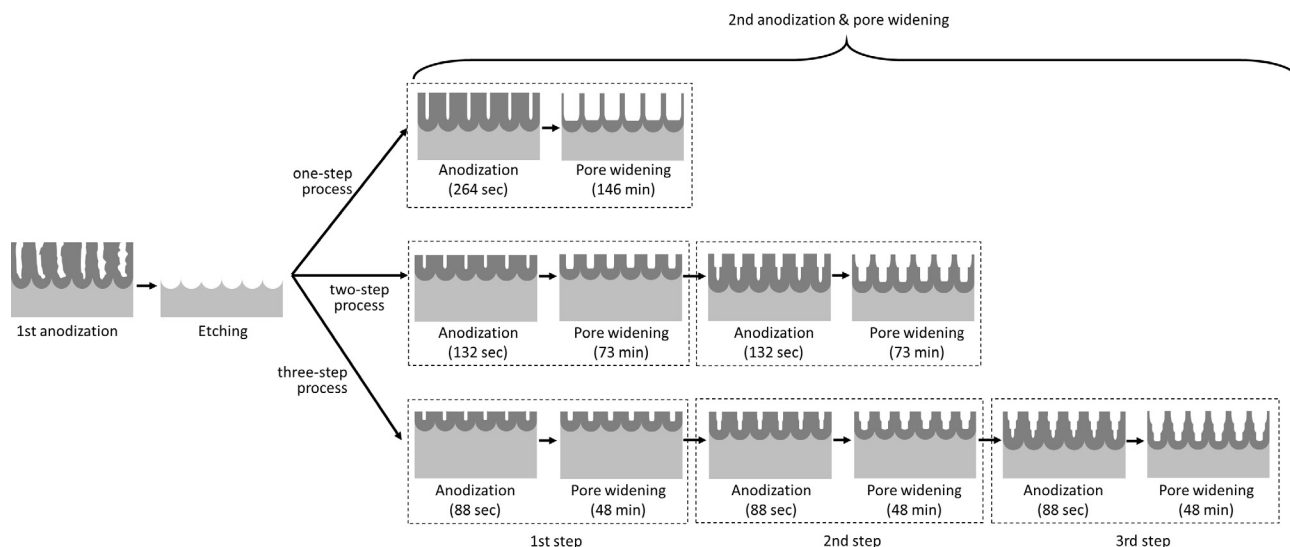 2nd anodization & pore widening
one-step
process
Anodization
(264 sec)
Pore widening
(146 min)
1st anodization
Etching
two-step
process
Anodization
(132 sec)
Pore widening
(73 min)
Anodization
(132 sec)
Pore widening
(73 min)
three-step
process
Anodization
(88 sec)
Pore widening
(48 min)
Anodization
(88 sec)
Pore widening
(48 min)
Anodization
(88 sec)
Pore widening
(48 min)
1st step
2nd step
3rd step